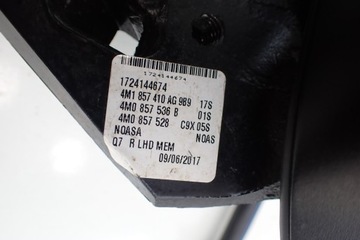 1724144674
1724144674
4M1 857 410 AG 9B9 17S
4M0 857 536 B 01S
4M0 857 528 C9X 05S
NOASA NOAS
Q7 R LHD MEM
09/06/2017